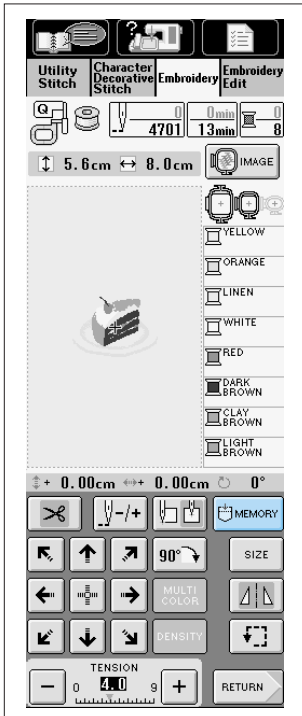 Utility Stitch
Character Decorative Stitch
Embroidery
Embroidery Edit
Q
0
4701
0min
13min
0
8
5.6cm 8.0cm
IMAGE
YELLOW
ORANGE
LINEN
WHITE
RED
DARK BROWN
CLAY BROWN
LIGHT BROWN
+ 0.00cm + 0.00cm 0°
-/+
MEMORY
90°
SIZE
MULTI COLOR
DENSITY
TENSION
- 0 4.0 9 +
RETURN